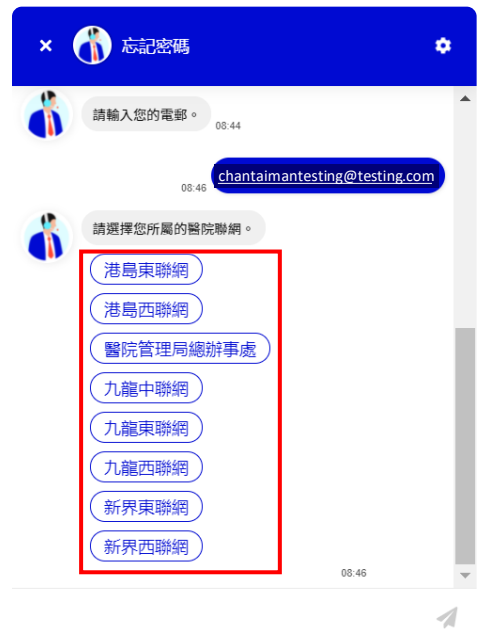 忘記密碼
請輸入您的電郵。
08:44
chantaimantesting@testing.com
08:46
請選擇您所屬的醫院聯網。
港島東聯網
港島西聯網
醫院管理局總辦事處
九龍中聯網
九龍東聯網
九龍西聯網
新界東聯網
新界西聯網
08:46